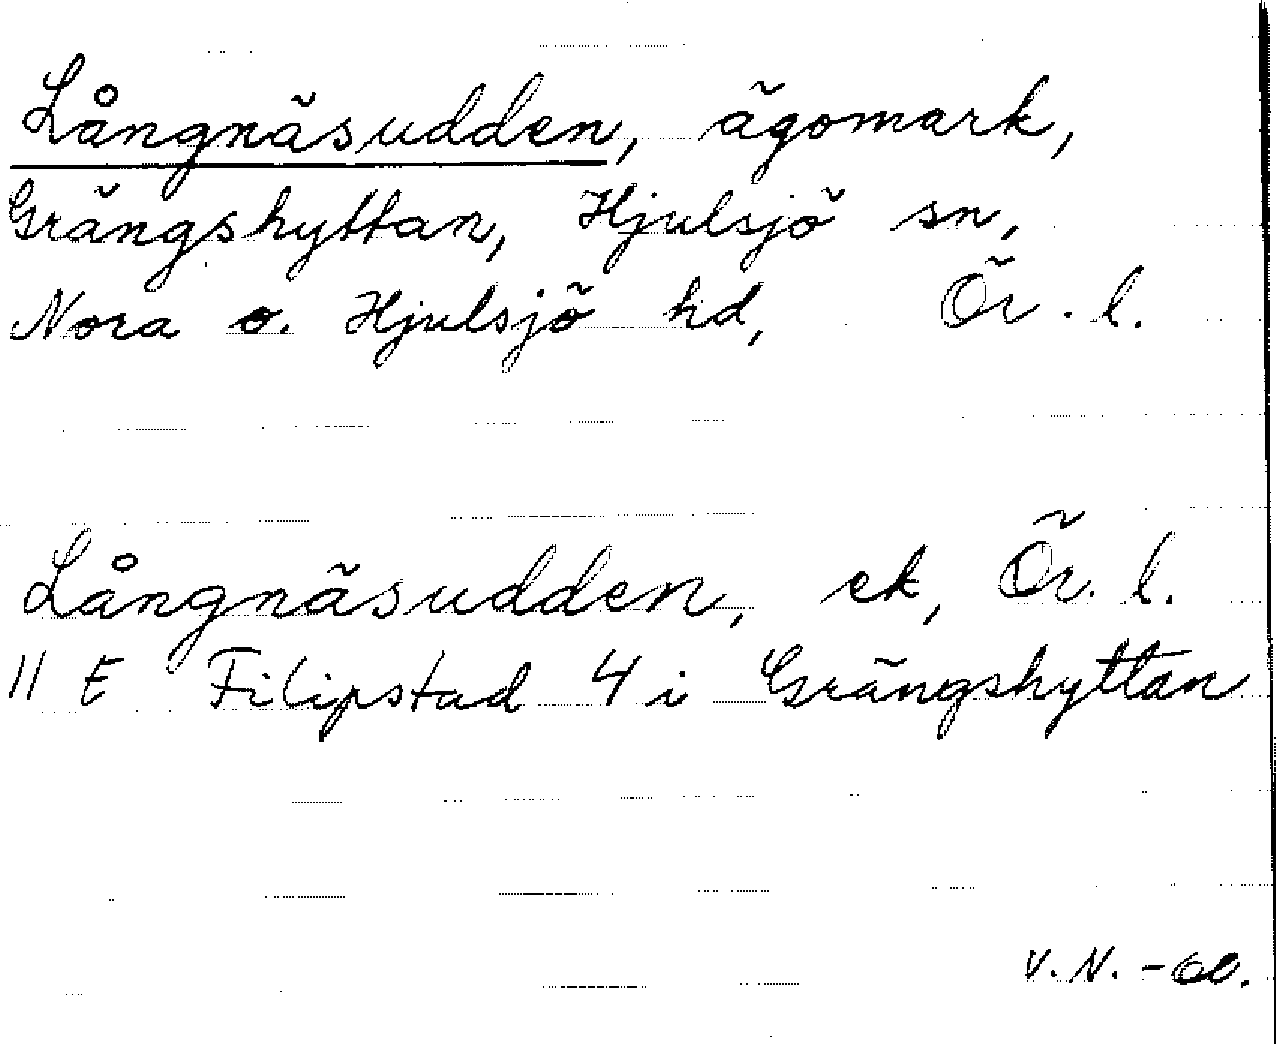 Långnäsudden, ägomark,
Grängshyttan, Hjulsjö sn,
Nora o. Hjulsjö hd, Ör. l.
Långnäsudden, ek, Ör. l.
11 E Filipstad 4 i Grängshyttan
V.N. -60.